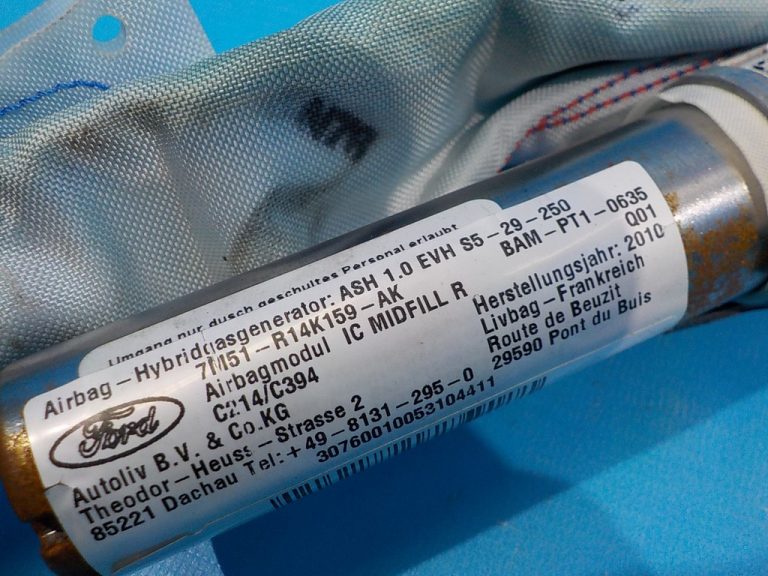 Umgang nur dusch geschultes Personal erlaubt
Airbag-Hybridgasgenerator: ASH 1.0 EVH S5-29-250
7M51-R14K159-AK BAM-PT1-0635
Airbagmodul IC MIDFILL R Q01
C214/C394 Herstellungsjahr: 2010
Ford
Autoliv B.V. & Co.KG Livbag-Frankreich
Theodor-Heuss-Strasse 2 Route de Beuzit
85221 Dachau Tel:+49-8131-295-0 29590 Pont du Buis
30760010053104411